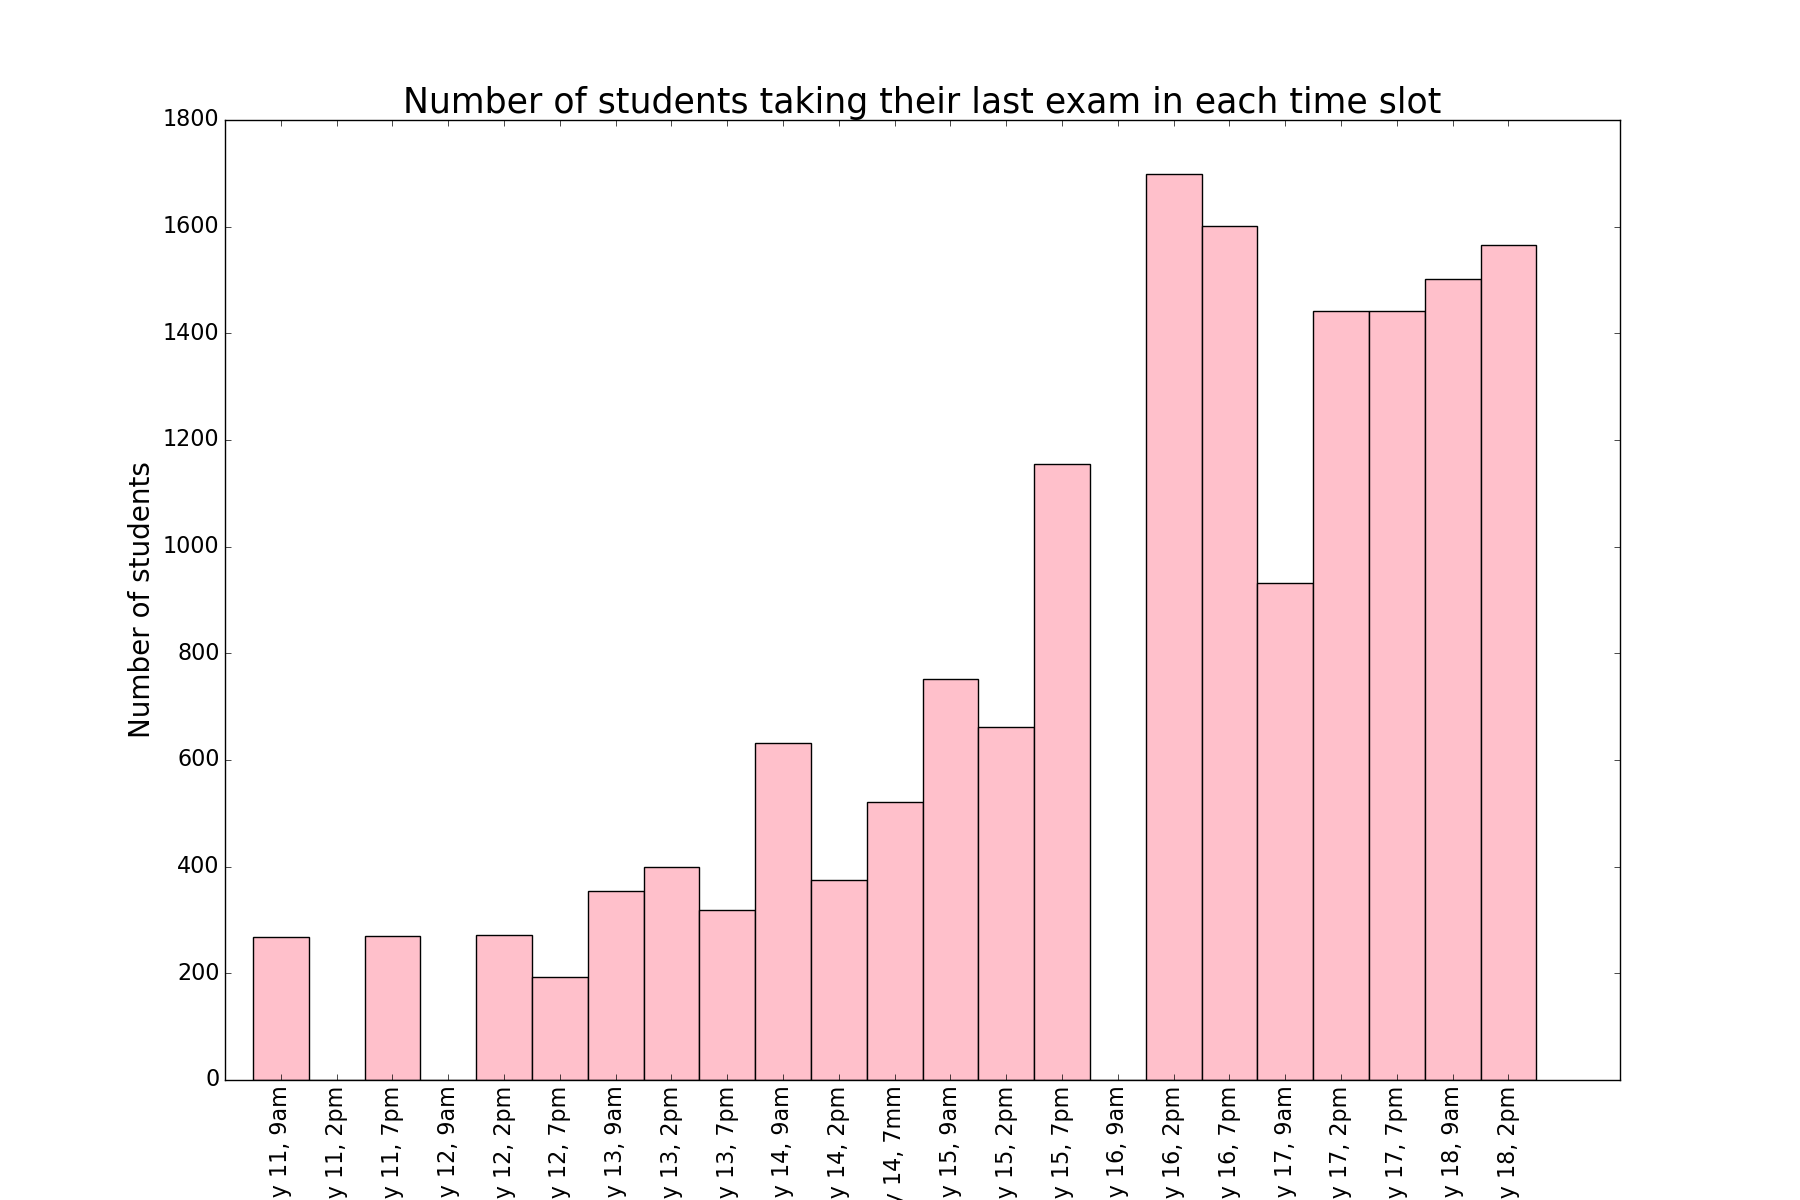 Number of students taking their last exam in each time slot
Number of students
1800
1600
1400
1200
1000
800
600
400
200
0
y 11, 9am
y 11, 2pm
y 11, 7pm
y 12, 9am
y 12, 2pm
y 12, 7pm
y 13, 9am
y 13, 2pm
y 13, 7pm
y 14, 9am
y 14, 2pm
y 14, 7mm
y 15, 9am
y 15, 2pm
y 15, 7pm
y 16, 9am
y 16, 2pm
y 16, 7pm
y 17, 9am
y 17, 2pm
y 17, 7pm
y 18, 9am
y 18, 2pm